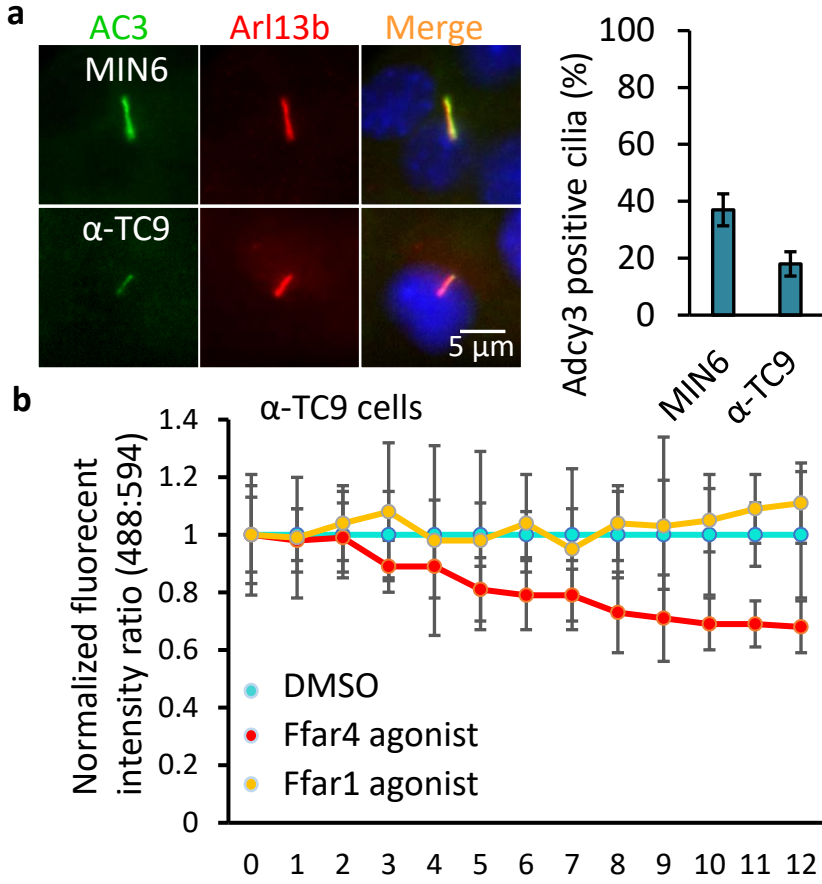 a
AC3 Arl13b Merge
MIN6
α-TC9
5 μm
Adcy3 positive cilia (%)
100
80
60
40
20
0
MIN6
α-TC9
b
α-TC9 cells
Normalized fluorecent
intensity ratio (488:594)
1.4
1.2
1
0.8
0.6
0.4
0.2
0
DMSO
Ffar4 agonist
Ffar1 agonist
0 1 2 3 4 5 6 7 8 9 10 11 12